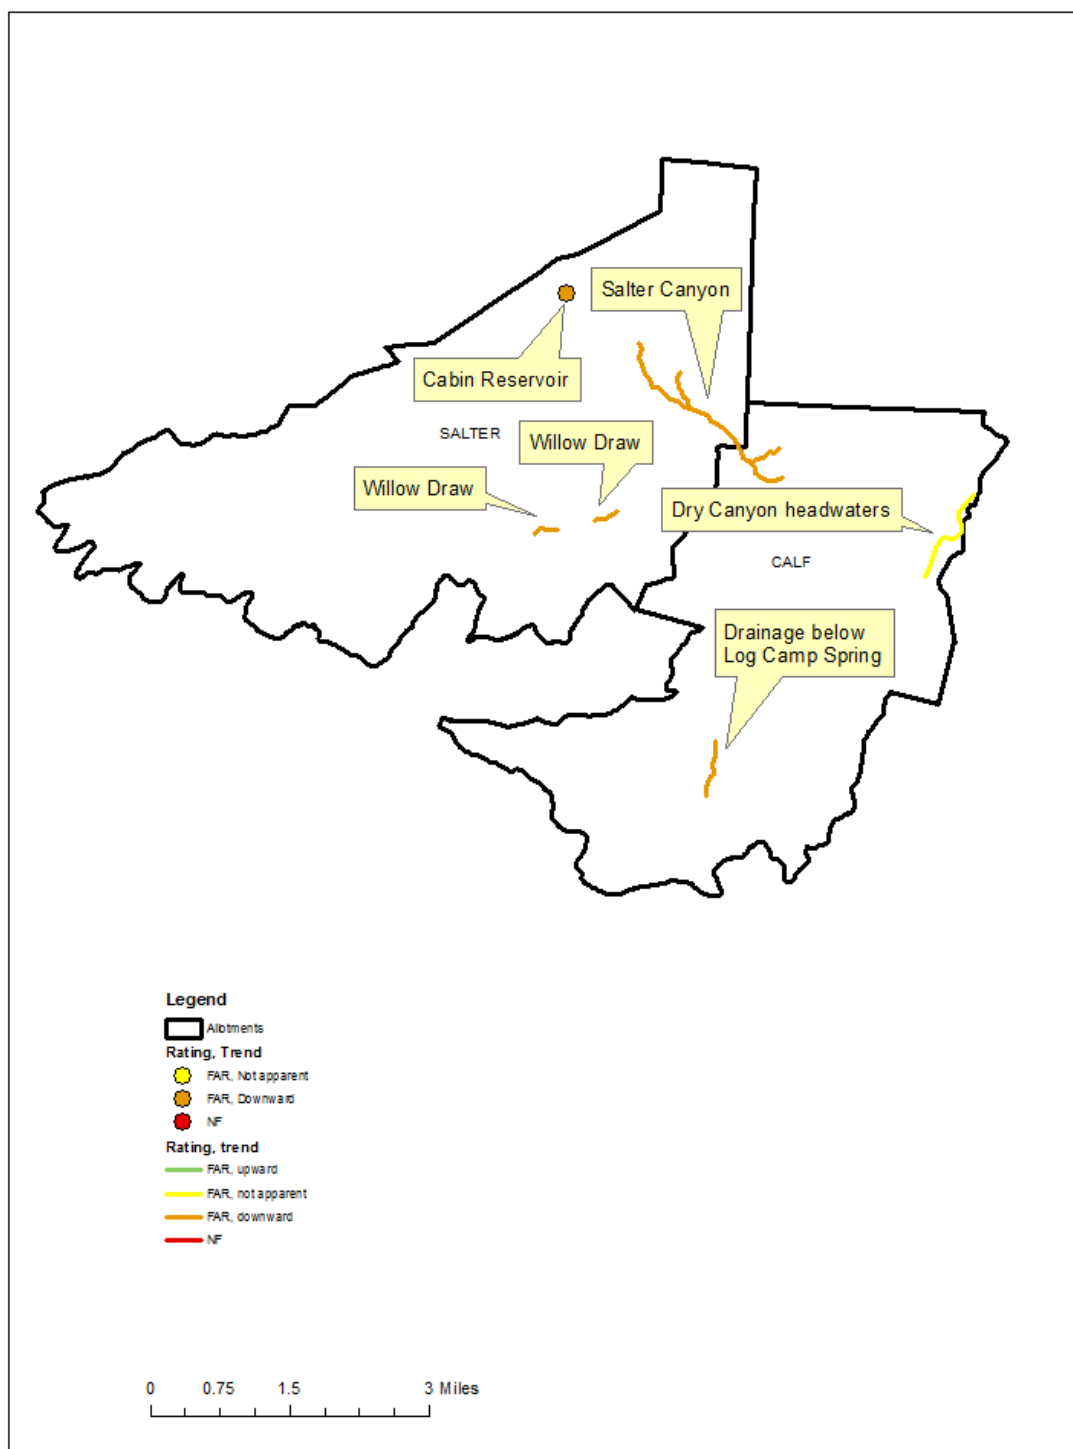 Salter Canyon
Cabin Reservoir
SALTER
Willow Draw
Willow Draw
Dry Canyon headwaters
CALF
Drainage below
Log Camp Spring
Legend
Allotments
Rating, Trend
FAR, Not apparent
FAR, Downward
NF
Rating, trend
FAR, upward
FAR, not apparent
FAR, downward
NF
0 0.75 1.5 3 Miles